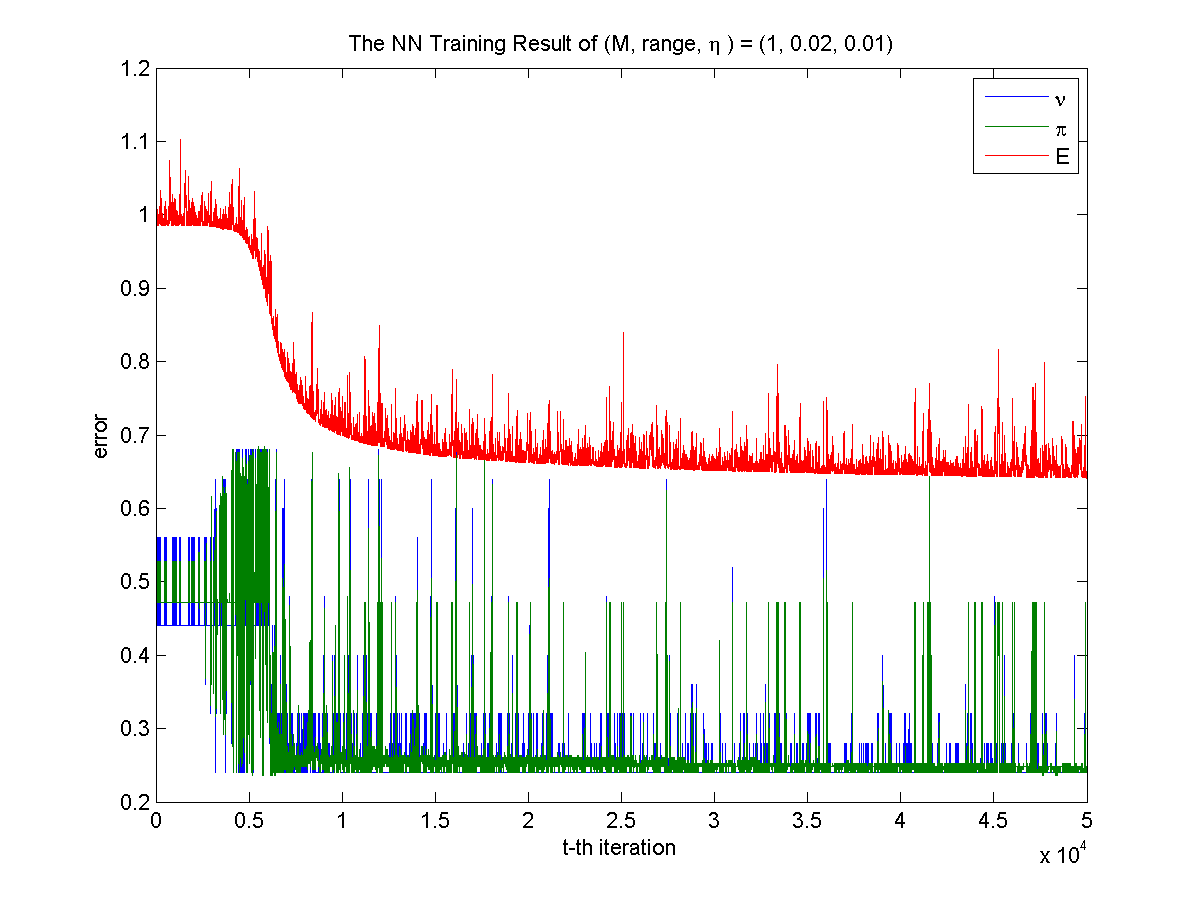 The NN Training Result of (M, range, η ) = (1, 0.02, 0.01)
1.2
1.1
1
0.9
0.8
0.7
0.6
0.5
0.4
0.3
0.2
error
ν
π
E
0 0.5 1 1.5 2 2.5 3 3.5 4 4.5 5
t-th iteration
x 10^4